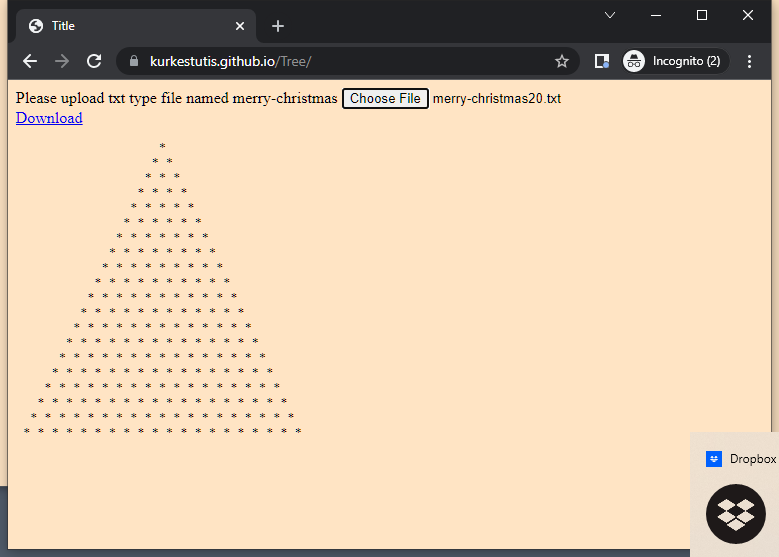 Title
kurkestutis.github.io/Tree/
Incognito (2)
Please upload txt type file named merry-christmas Choose File merry-christmas20.txt
Download
*
* *
* * *
* * * *
* * * * *
* * * * * *
* * * * * * *
* * * * * * * *
* * * * * * * * *
* * * * * * * * * *
* * * * * * * * * * *
* * * * * * * * * * * *
* * * * * * * * * * * * *
* * * * * * * * * * * * * *
* * * * * * * * * * * * * * *
* * * * * * * * * * * * * * * *
* * * * * * * * * * * * * * * * *
* * * * * * * * * * * * * * * * * *
* * * * * * * * * * * * * * * * * * *
* * * * * * * * * * * * * * * * * * * *
Dropbox